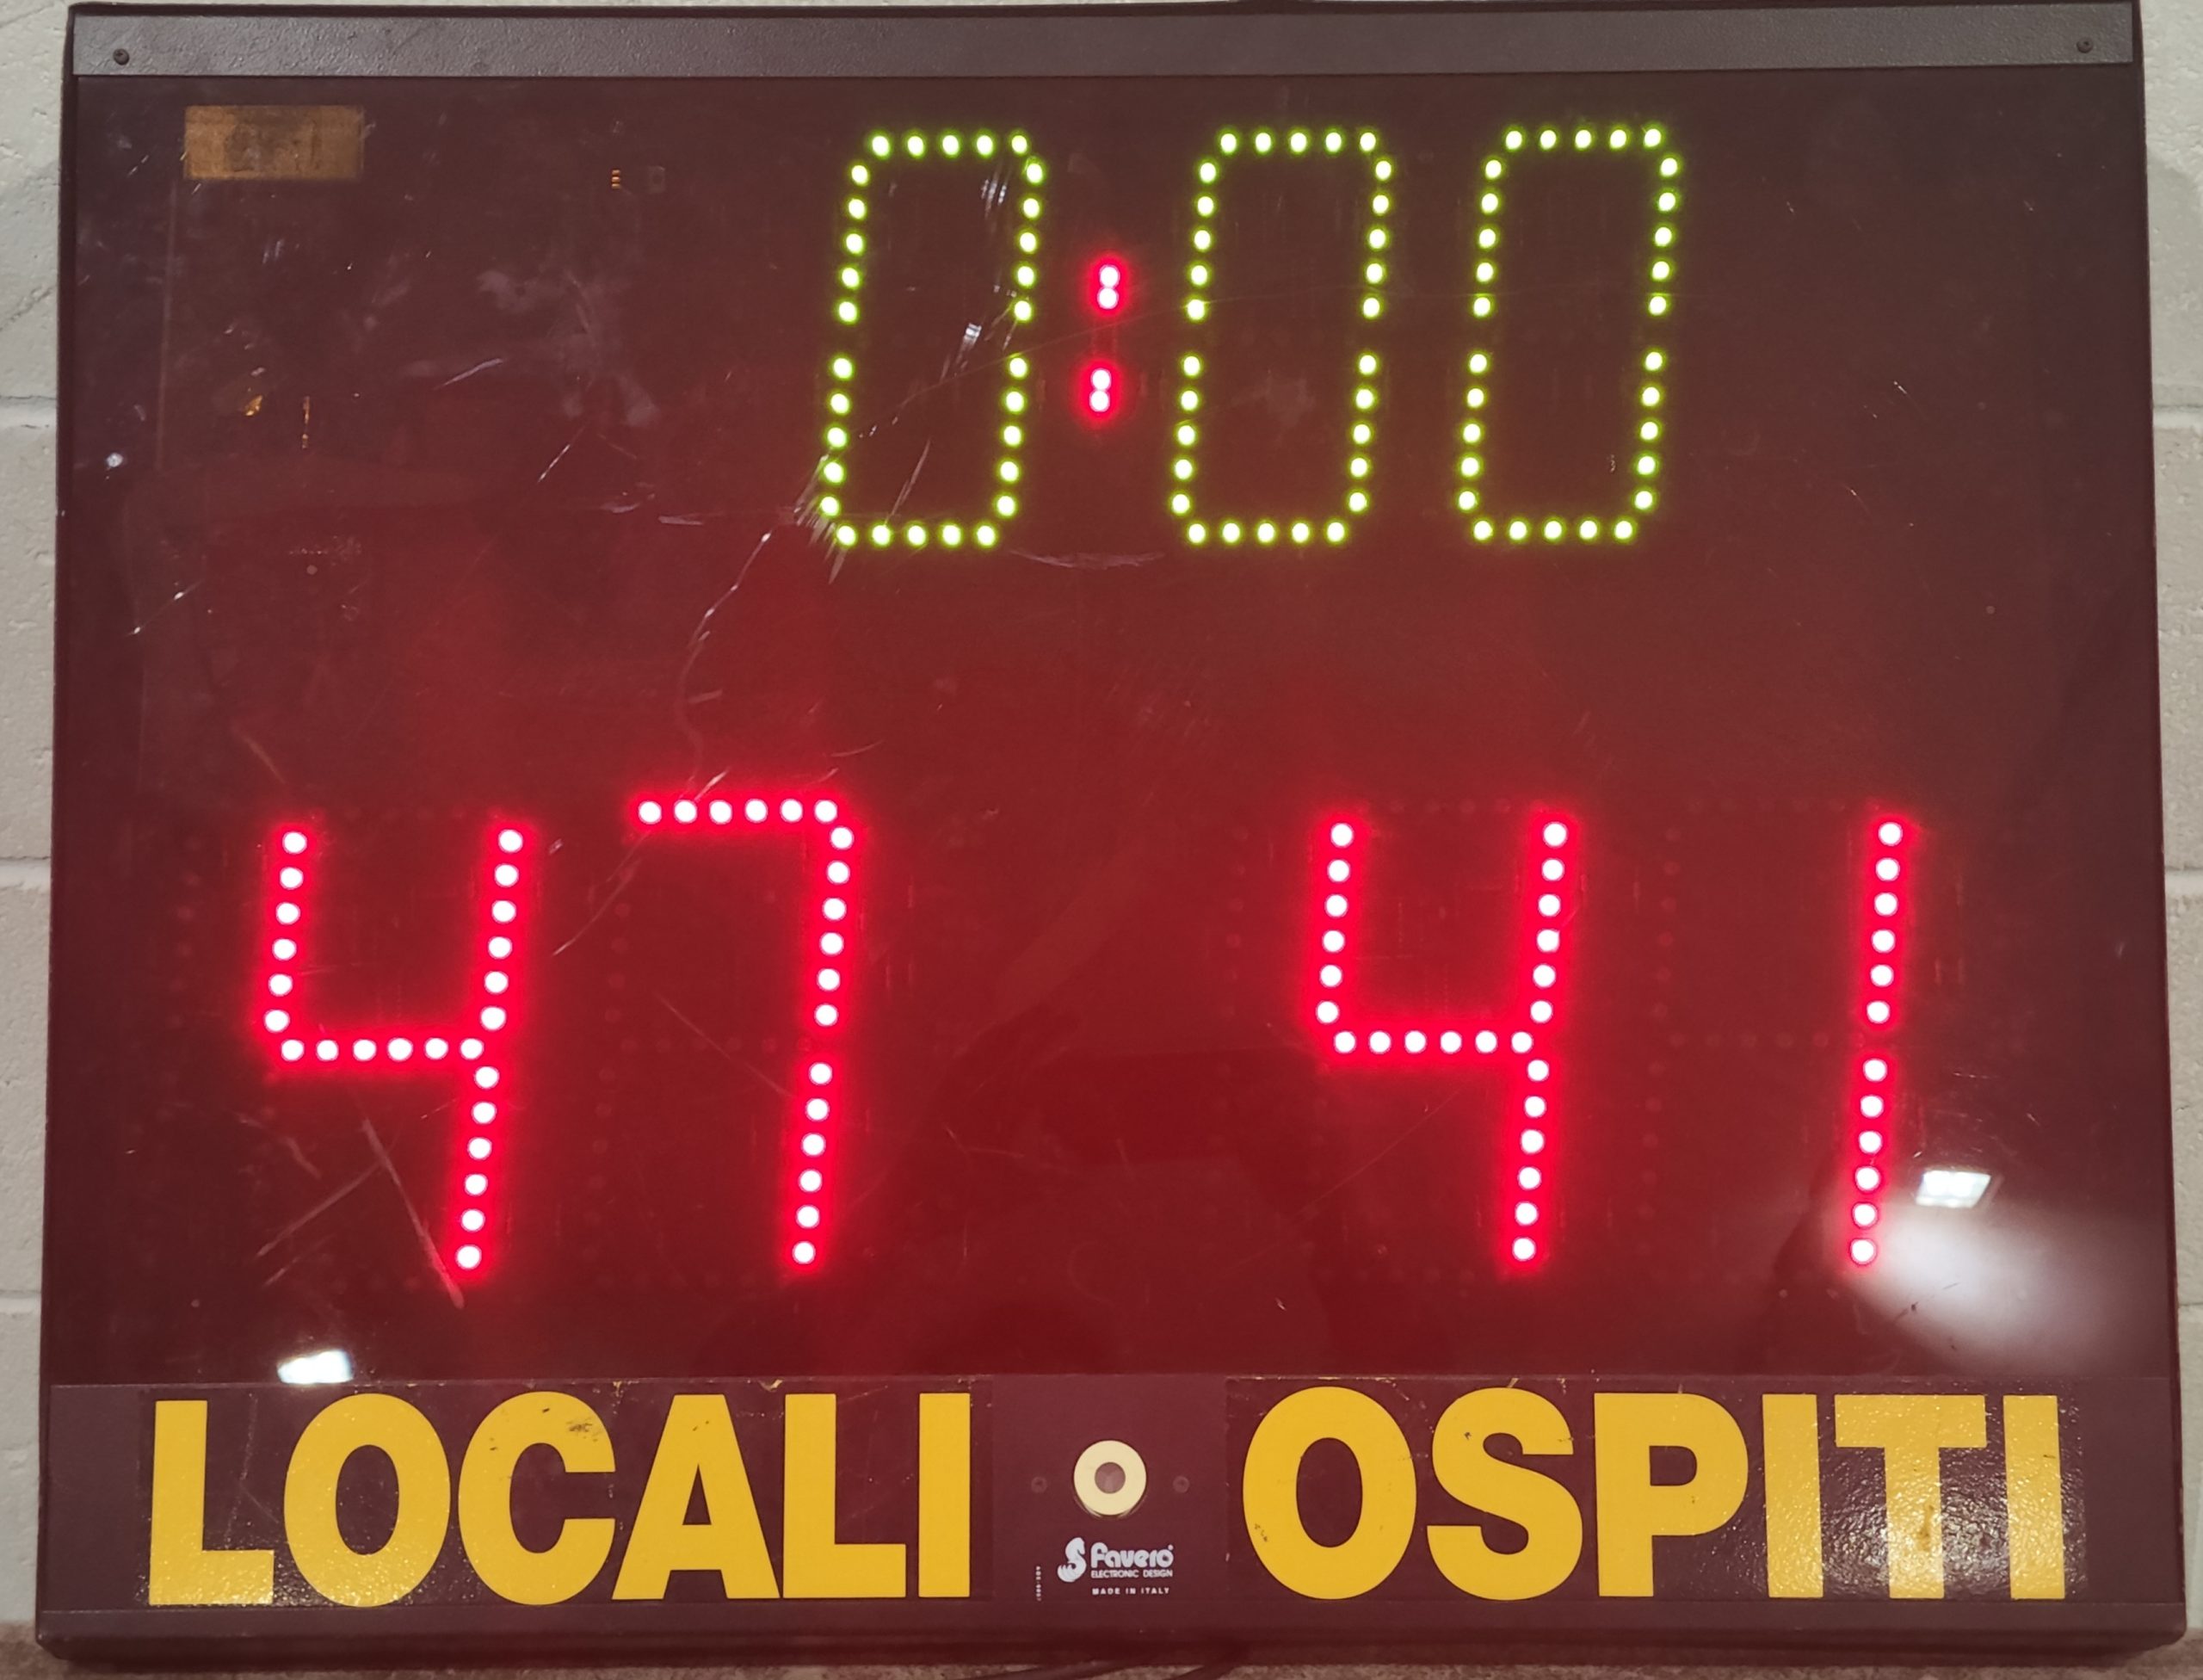 0:00
47 41
LOCALI OSPITI
Favero
ELECTRONIC DESIGN
MADE IN ITALY